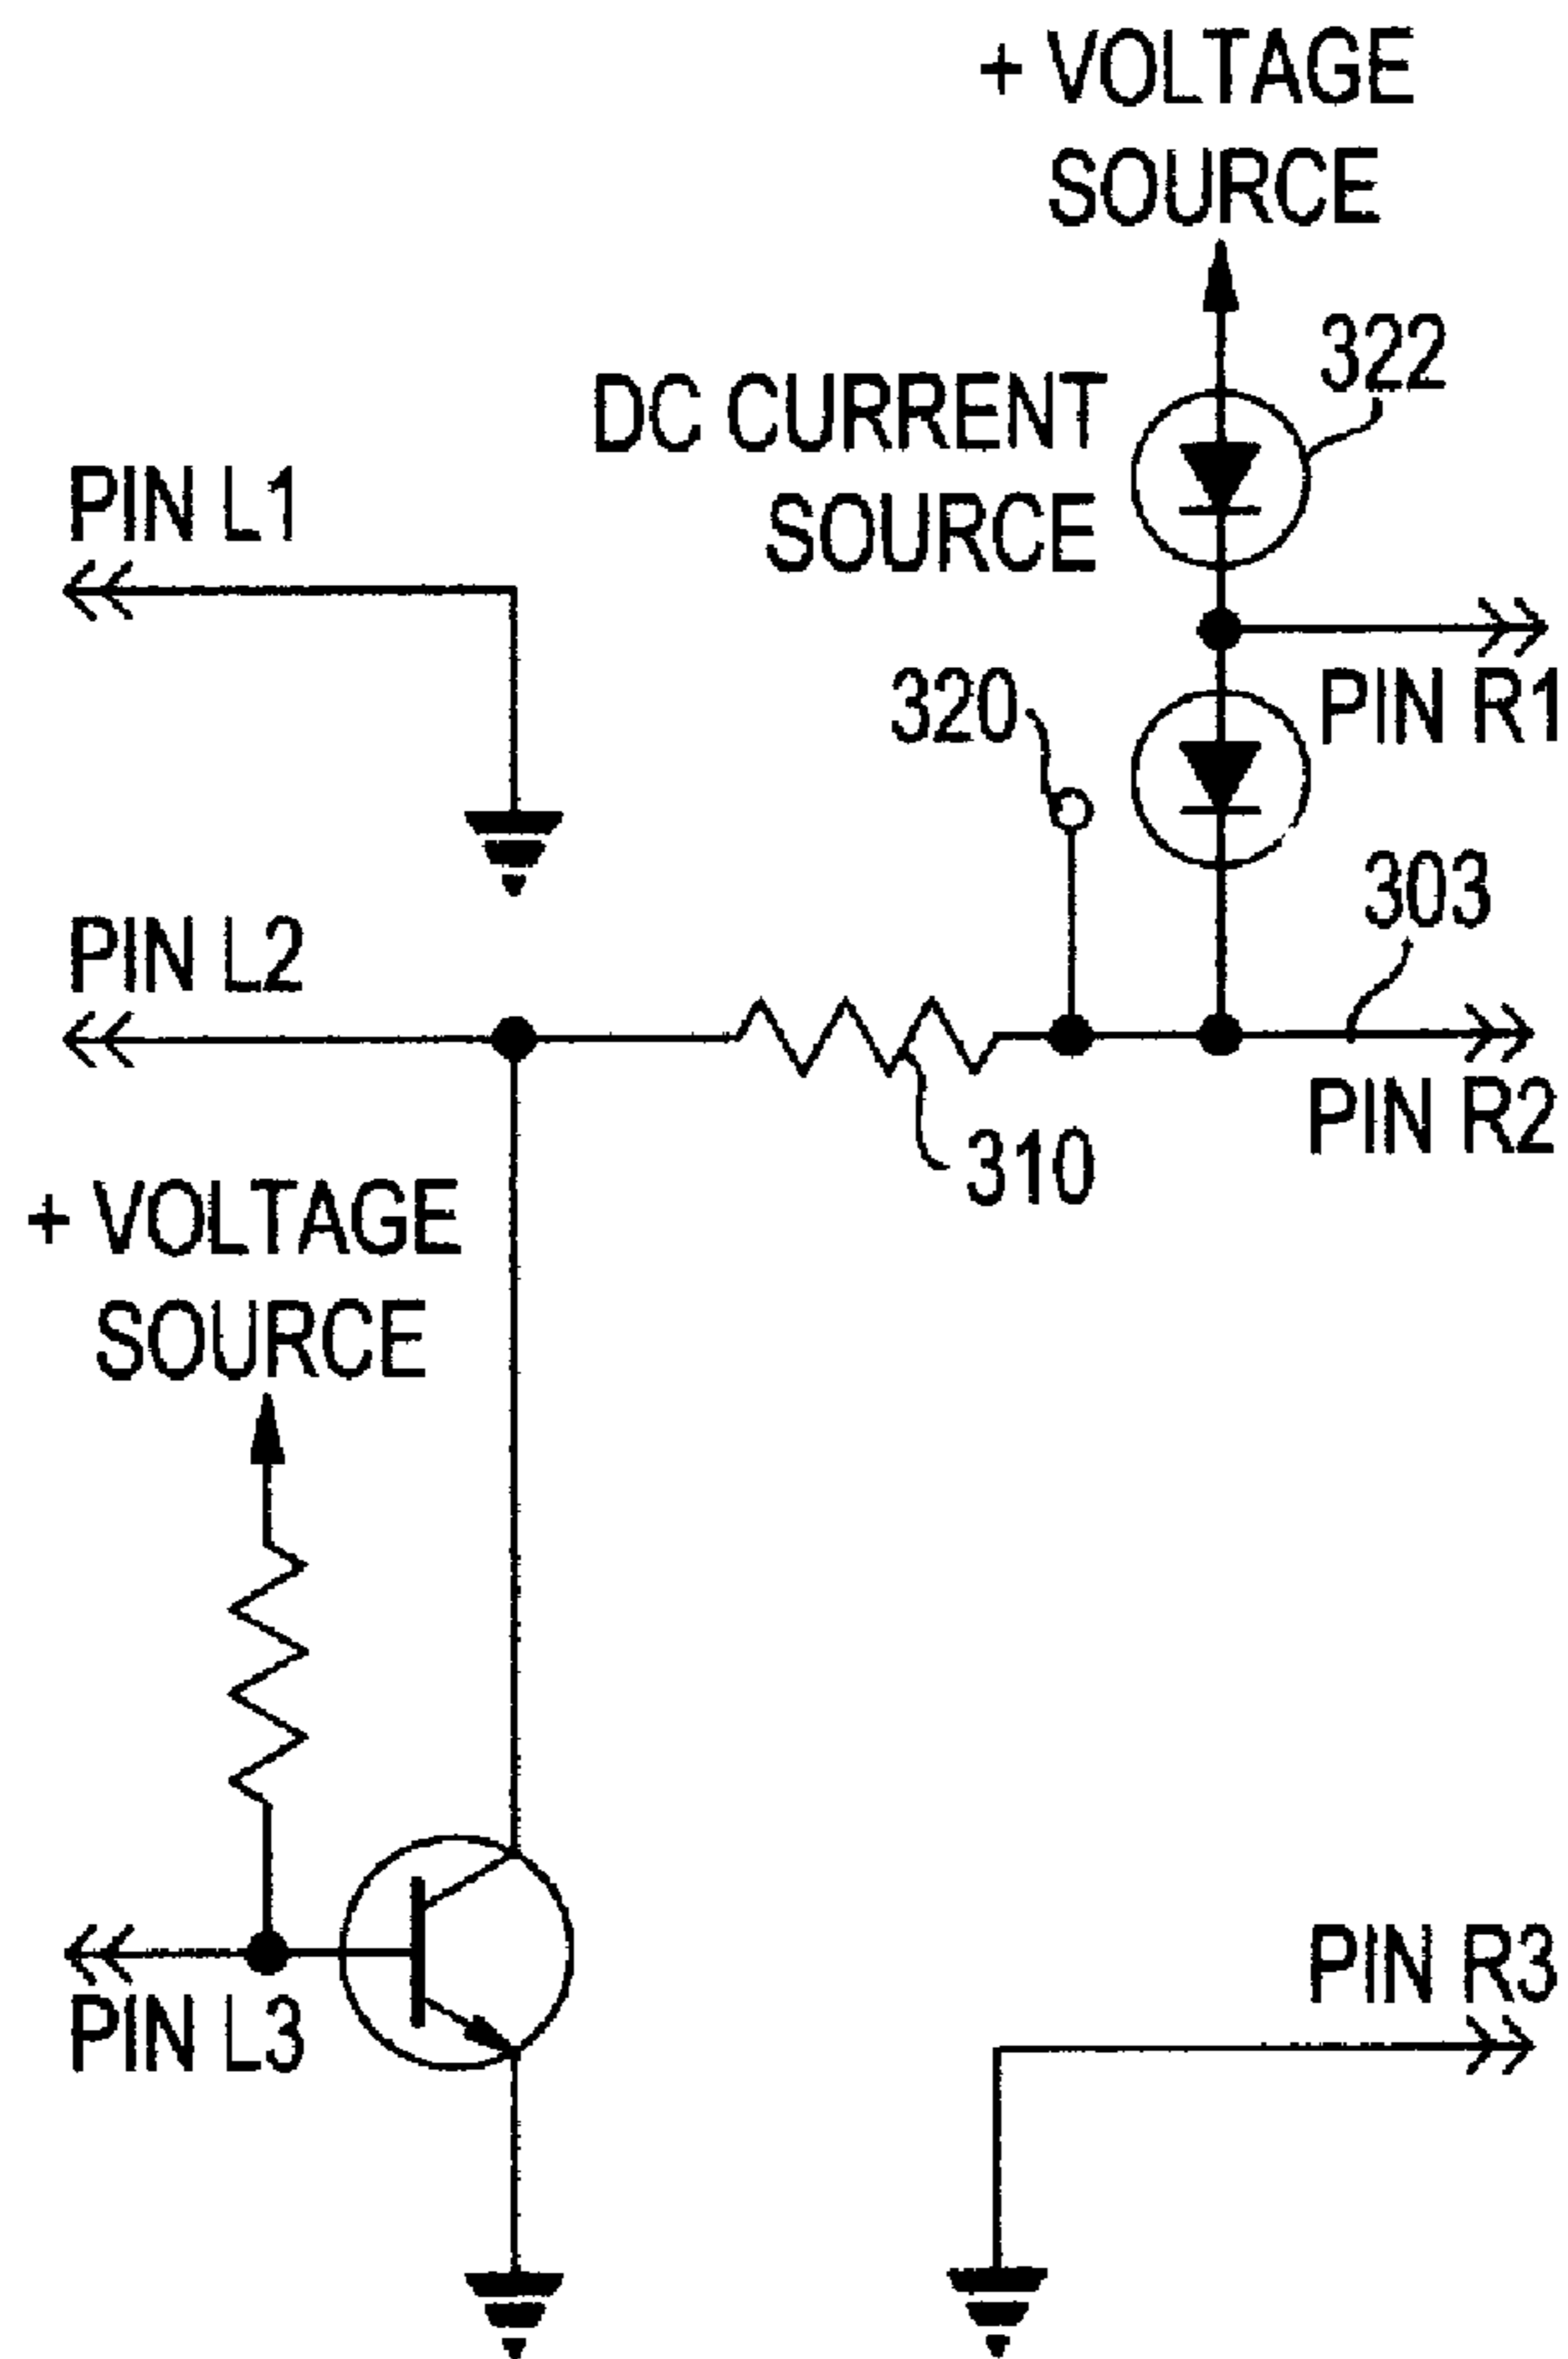 + VOLTAGE
SOURCE
322
DC CURRENT
SOURCE
PIN L1
PIN R1
320
303
PIN L2
PIN R2
310
+ VOLTAGE
SOURCE
PIN R3
PIN L3